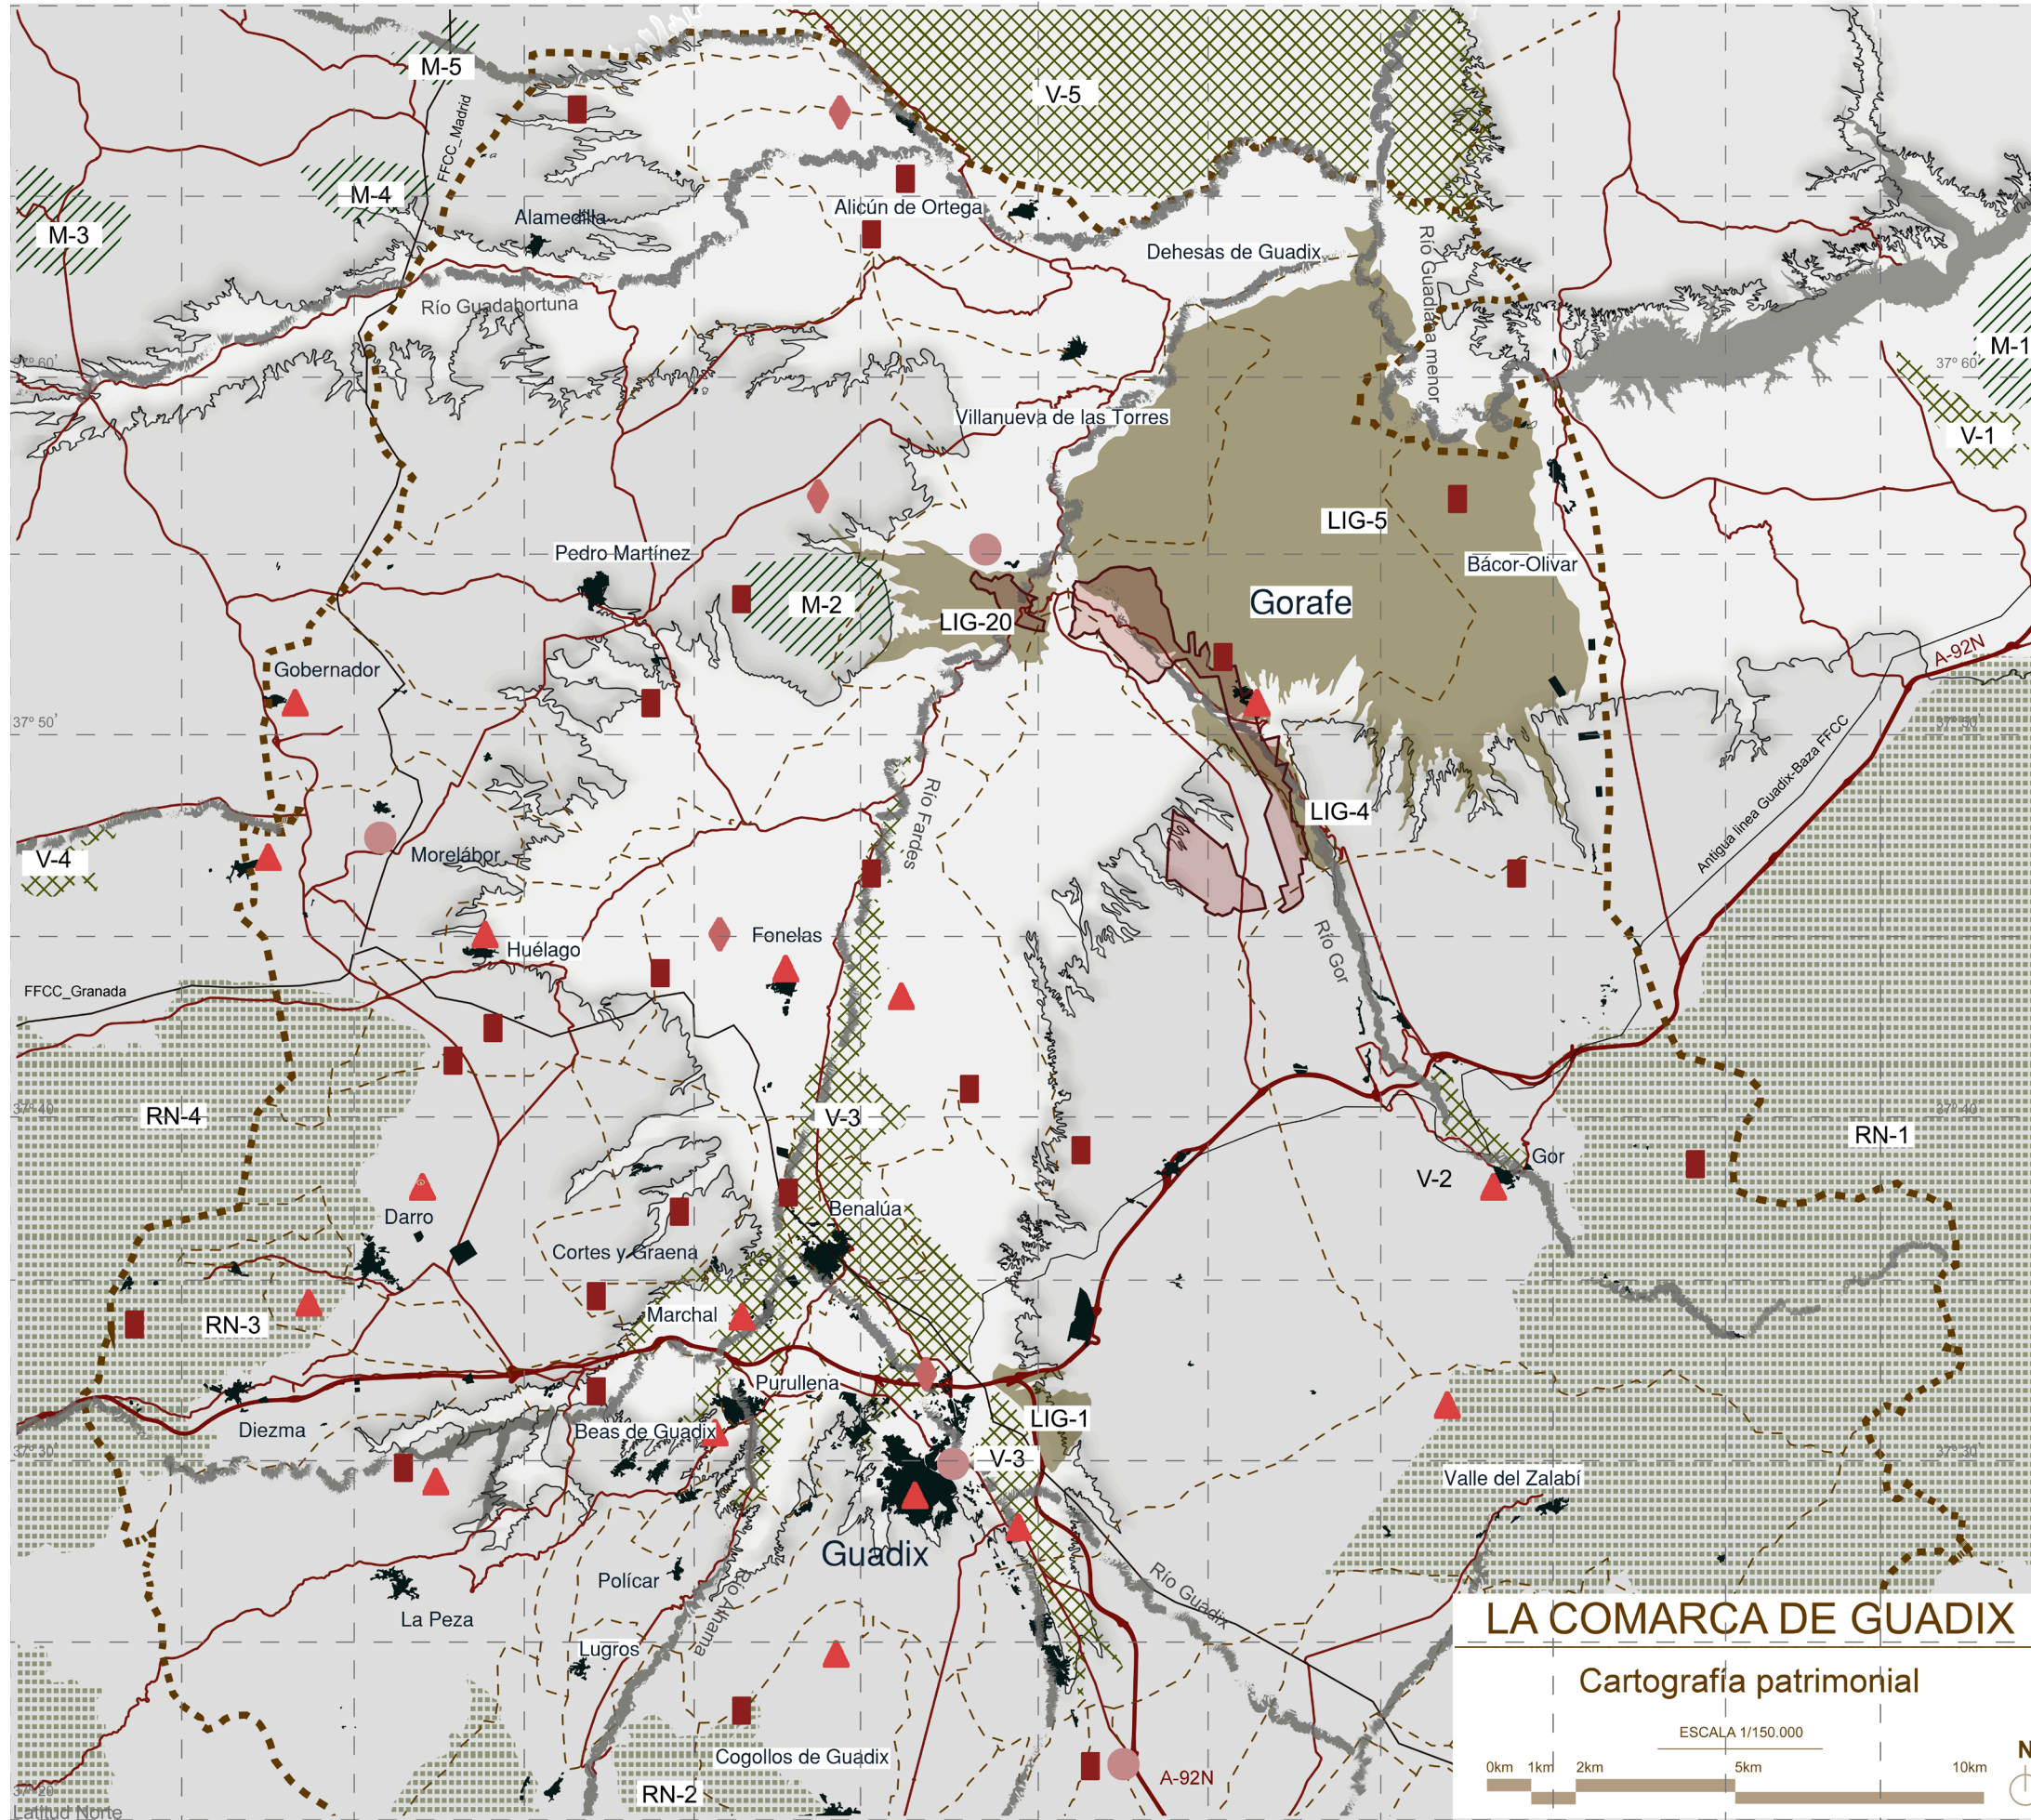 M-5
V-5
FFCC_Madrid
M-4
M-3
Alamedilla
Alicún de Ortega
Dehesas de Guadix
Río Guadahortuna
Río Guadiana menor
M-1
37º 60'
37º 60'
Villanueva de las Torres
V-1
LIG-5
Pedro Martínez
Bácor-Olivar
M-2
Gorafe
LIG-20
A-92N
Gobernador
37º 50'
37º 50'
Antigua linea Guadix-Baza FFCC
Río Fardes
LIG-4
V-4
Morelábor
Fonelas
Huélago
Río Gor
FFCC_Granada
RN-4
37º 40'
37º 40'
V-3
RN-1
Gor
V-2
Darro
Benalúa
Cortes y Graena
Marchal
RN-3
Purullena
LIG-1
Diezma
Beas de Guadix
37º 30'
37º 30'
V-3
Valle del Zalabí
Guadix
Polícar
Río Alhama
Río Guadix
La Peza
Lugros
LA COMARCA DE GUADIX
Cartografía patrimonial
ESCALA 1/150.000
0km 1km 2km 5km 10km
N
Cogollos de Guadix
A-92N
RN-2
37º 20'
Latitud Norte